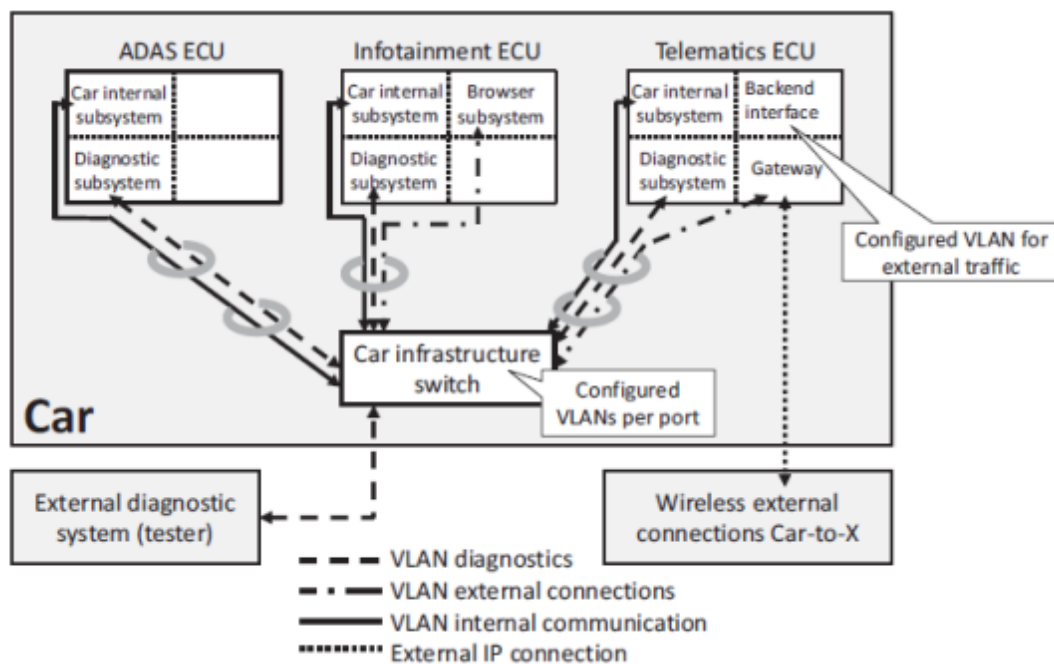 ADAS ECU
Infotainment ECU
Telematics ECU
Car internal
subsystem
Diagnostic
subsystem
Car internal
subsystem
Browser
subsystem
Diagnostic
subsystem
Car internal
subsystem
Backend
interface
Diagnostic
subsystem
Gateway
Configured VLAN for
external traffic
Car infrastructure
switch
Configured
VLANs per port
Car
External diagnostic
system (tester)
Wireless external
connections Car-to-X
VLAN diagnostics
VLAN external connections
VLAN internal communication
External IP connection